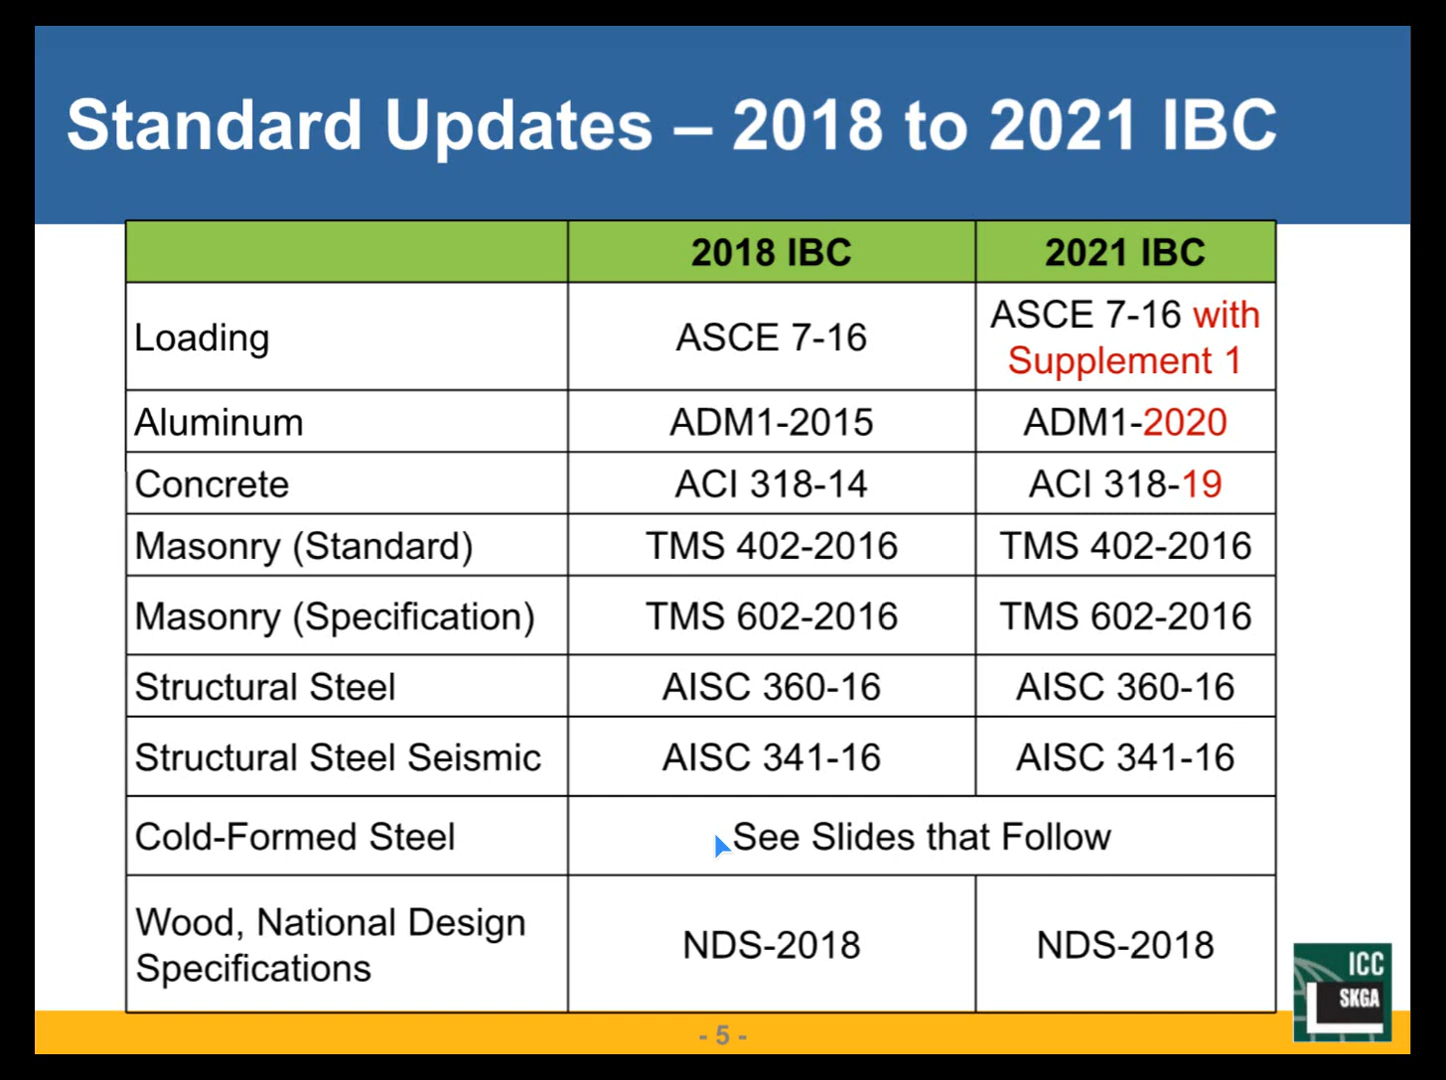 Standard Updates – 2018 to 2021 IBC
2018 IBC
2021 IBC
Loading
ASCE 7-16
ASCE 7-16 with
Supplement 1
Aluminum
ADM1-2015
ADM1-2020
Concrete
ACI 318-14
ACI 318-19
Masonry (Standard)
TMS 402-2016
TMS 402-2016
Masonry (Specification)
TMS 602-2016
TMS 602-2016
Structural Steel
AISC 360-16
AISC 360-16
Structural Steel Seismic
AISC 341-16
AISC 341-16
Cold-Formed Steel
See Slides that Follow
Wood, National Design
Specifications
NDS-2018
NDS-2018
ICC
SKGA
- 5 -